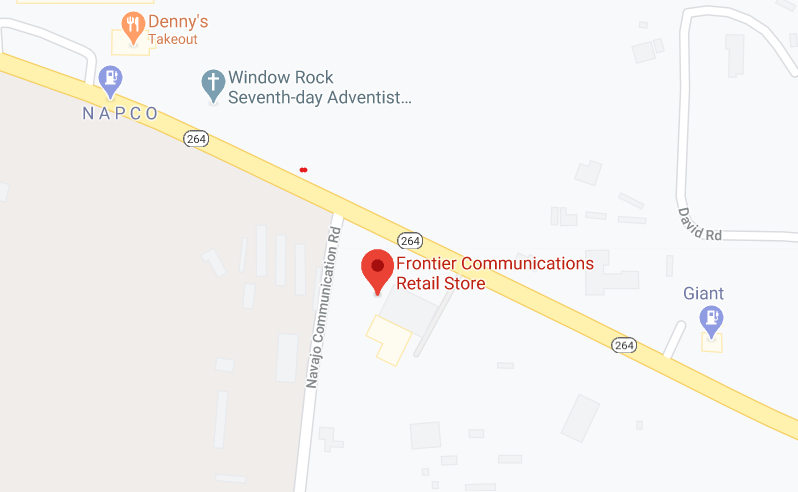 Denny's
Takeout
Window Rock
Seventh-day Adventist...
NAPCO
264
David Rd
264
Navajo Communication Rd
Frontier Communications
Retail Store
Giant
264